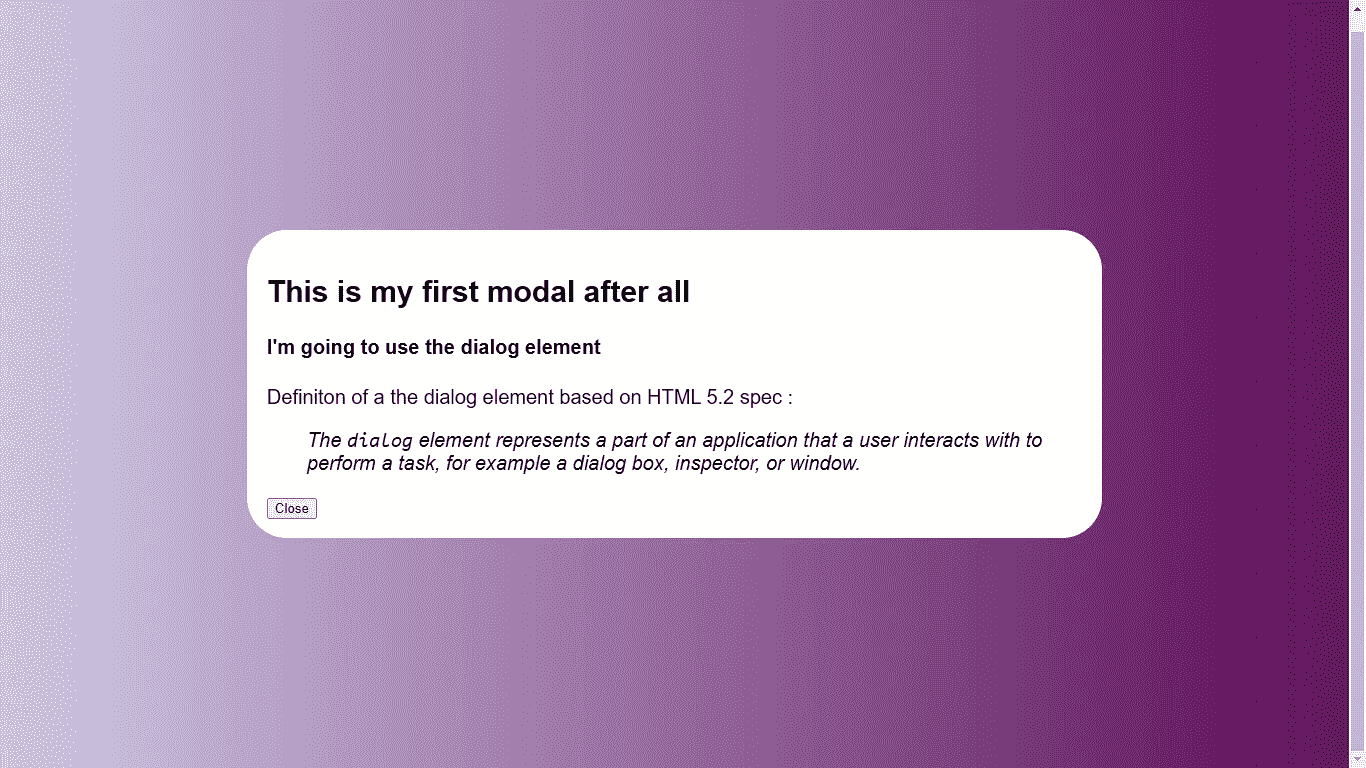 This is my first modal after all
I'm going to use the dialog element
Definiton of a the dialog element based on HTML 5.2 spec :
The dialog element represents a part of an application that a user interacts with to
perform a task, for example a dialog box, inspector, or window.
Close